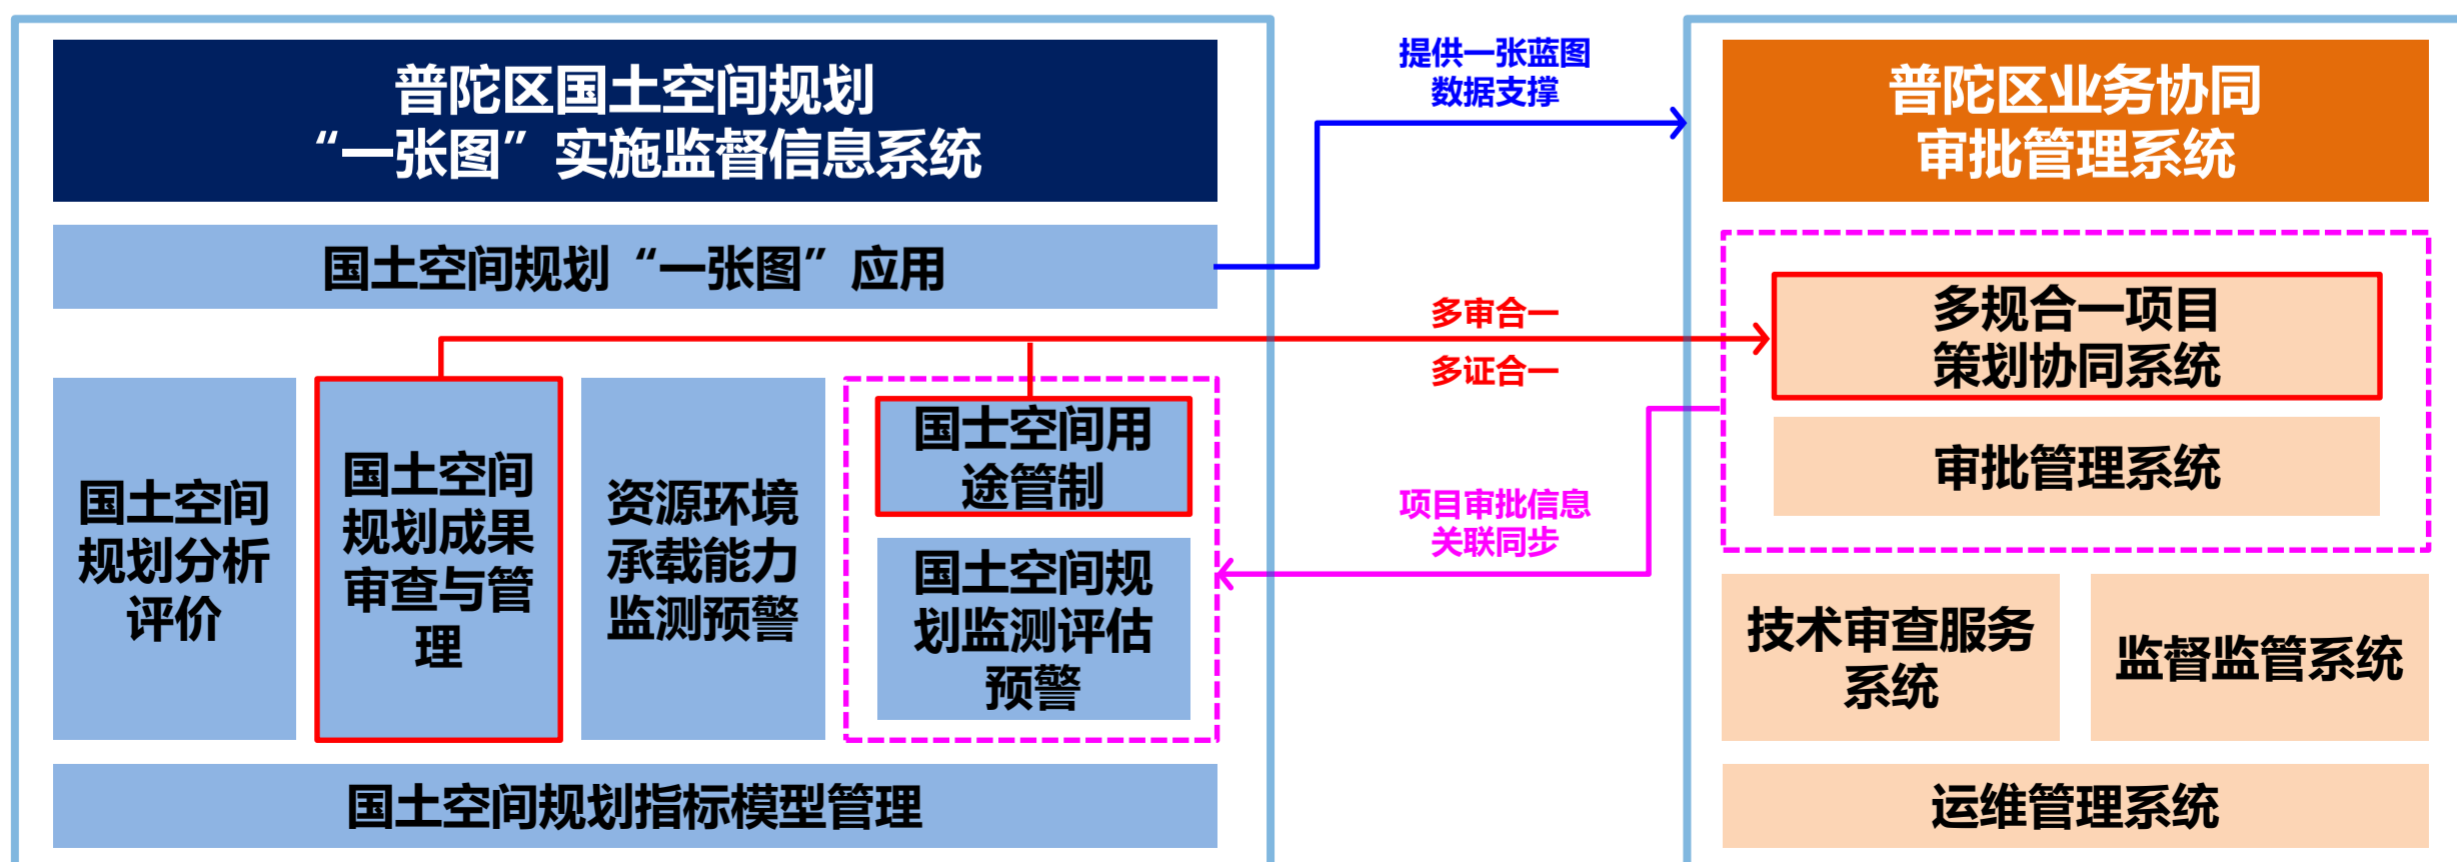 普陀区国土空间规划
“一张图”实施监督信息系统
国土空间规划“一张图”应用
国土空间
规划分析
评价
国土空间
规划成果
审查与管
理
资源环境
承载能力
监测预警
国土空间用
途管制
国土空间规
划监测评估
预警
国土空间规划指标模型管理
提供一张蓝图
数据支撑
多审合一
多证合一
项目审批信息
关联同步
普陀区业务协同
审批管理系统
多规合一项目
策划协同系统
审批管理系统
技术审查服务
系统
监督监管系统
运维管理系统